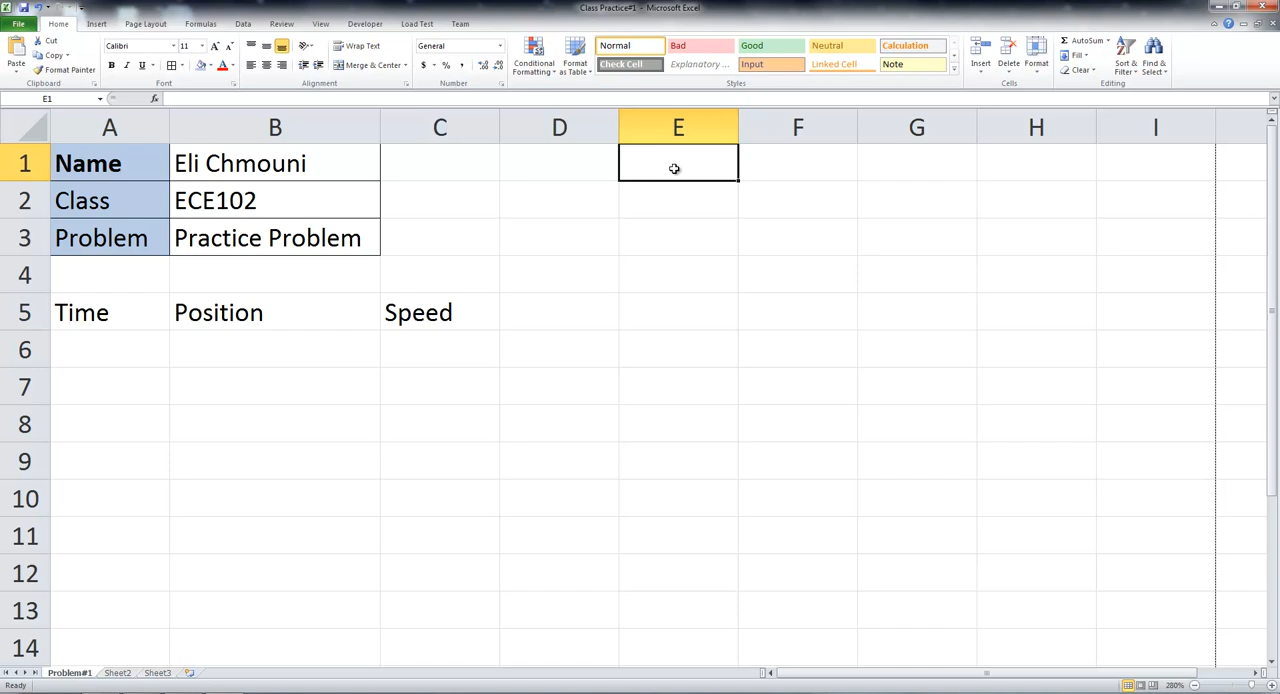 Class Practice#1 - Microsoft Excel
File Home Insert Page Layout Formulas Data Review View Developer Load Test Team
Cut
Copy
Format Painter
Paste
Clipboard
Calibri 11
B I U
Font
Wrap Text
Merge & Center
Alignment
General
$ % ,
Number
Conditional Formatting
Format as Table
Normal Bad Good Neutral Calculation
Check Cell Explanatory ... Input Linked Cell Note
Styles
Insert Delete Format
Cells
Σ AutoSum
Fill
Clear
Sort & Filter
Find & Select
Editing
E1 fx
A B C D E F G H I
1 Name Eli Chmouni
2 Class ECE102
3 Problem Practice Problem
4
5 Time Position Speed
6
7
8
9
10
11
12
13
14
Problem#1 Sheet2 Sheet3
Ready 280%